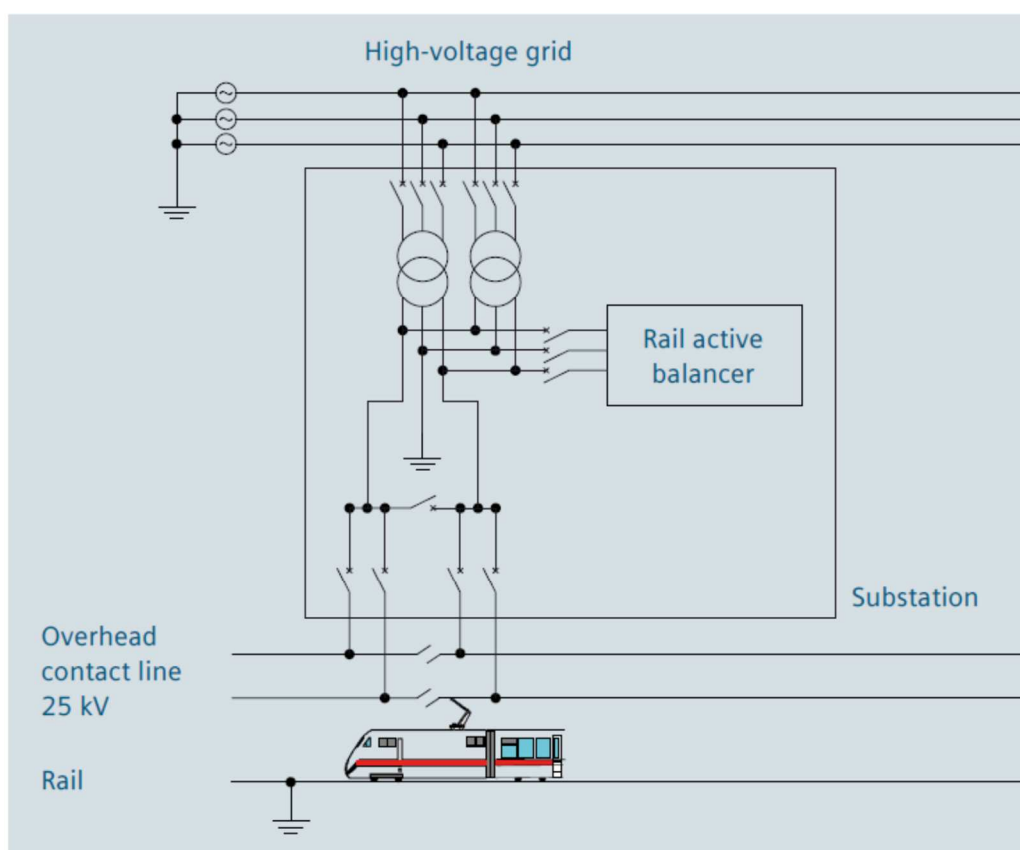 High-voltage grid
Rail active
balancer
Substation
Overhead
contact line
25 kV
Rail